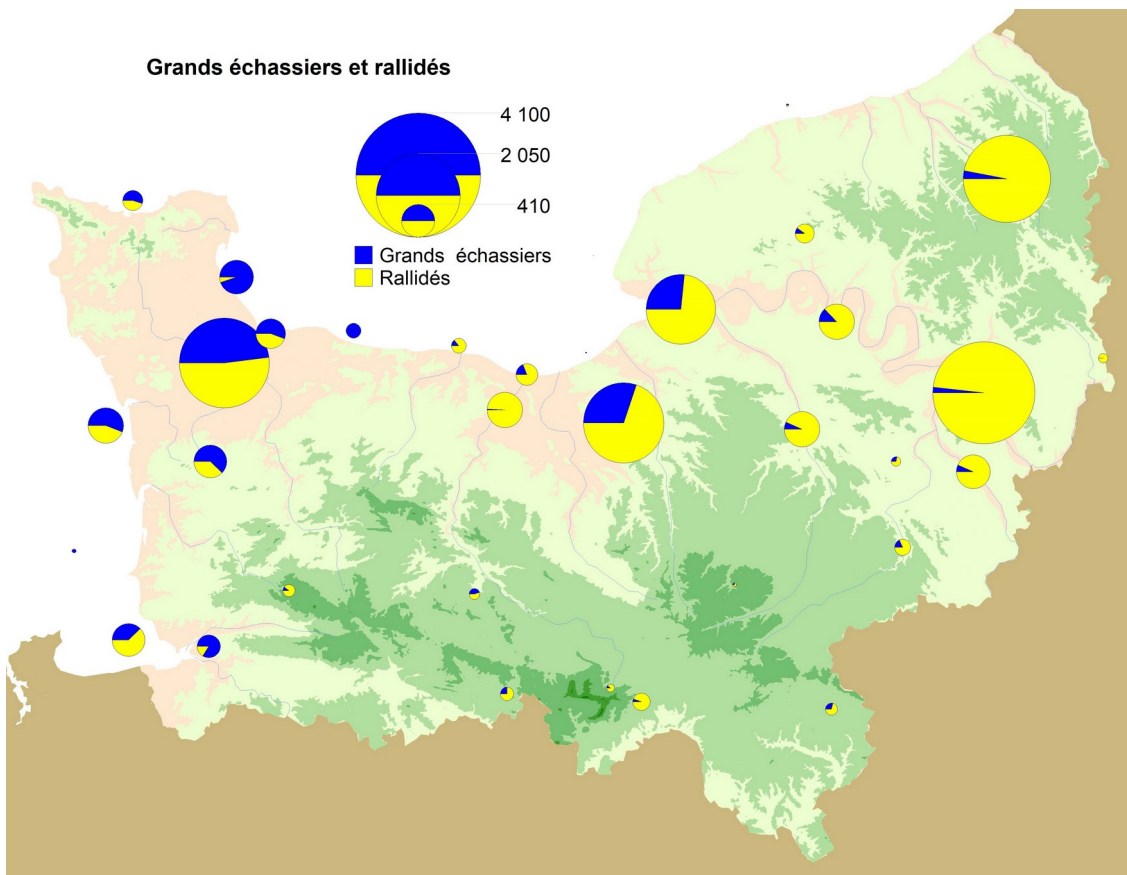 Grands échassiers et rallidés
4 100
2 050
410
Grands échassiers
Rallidés